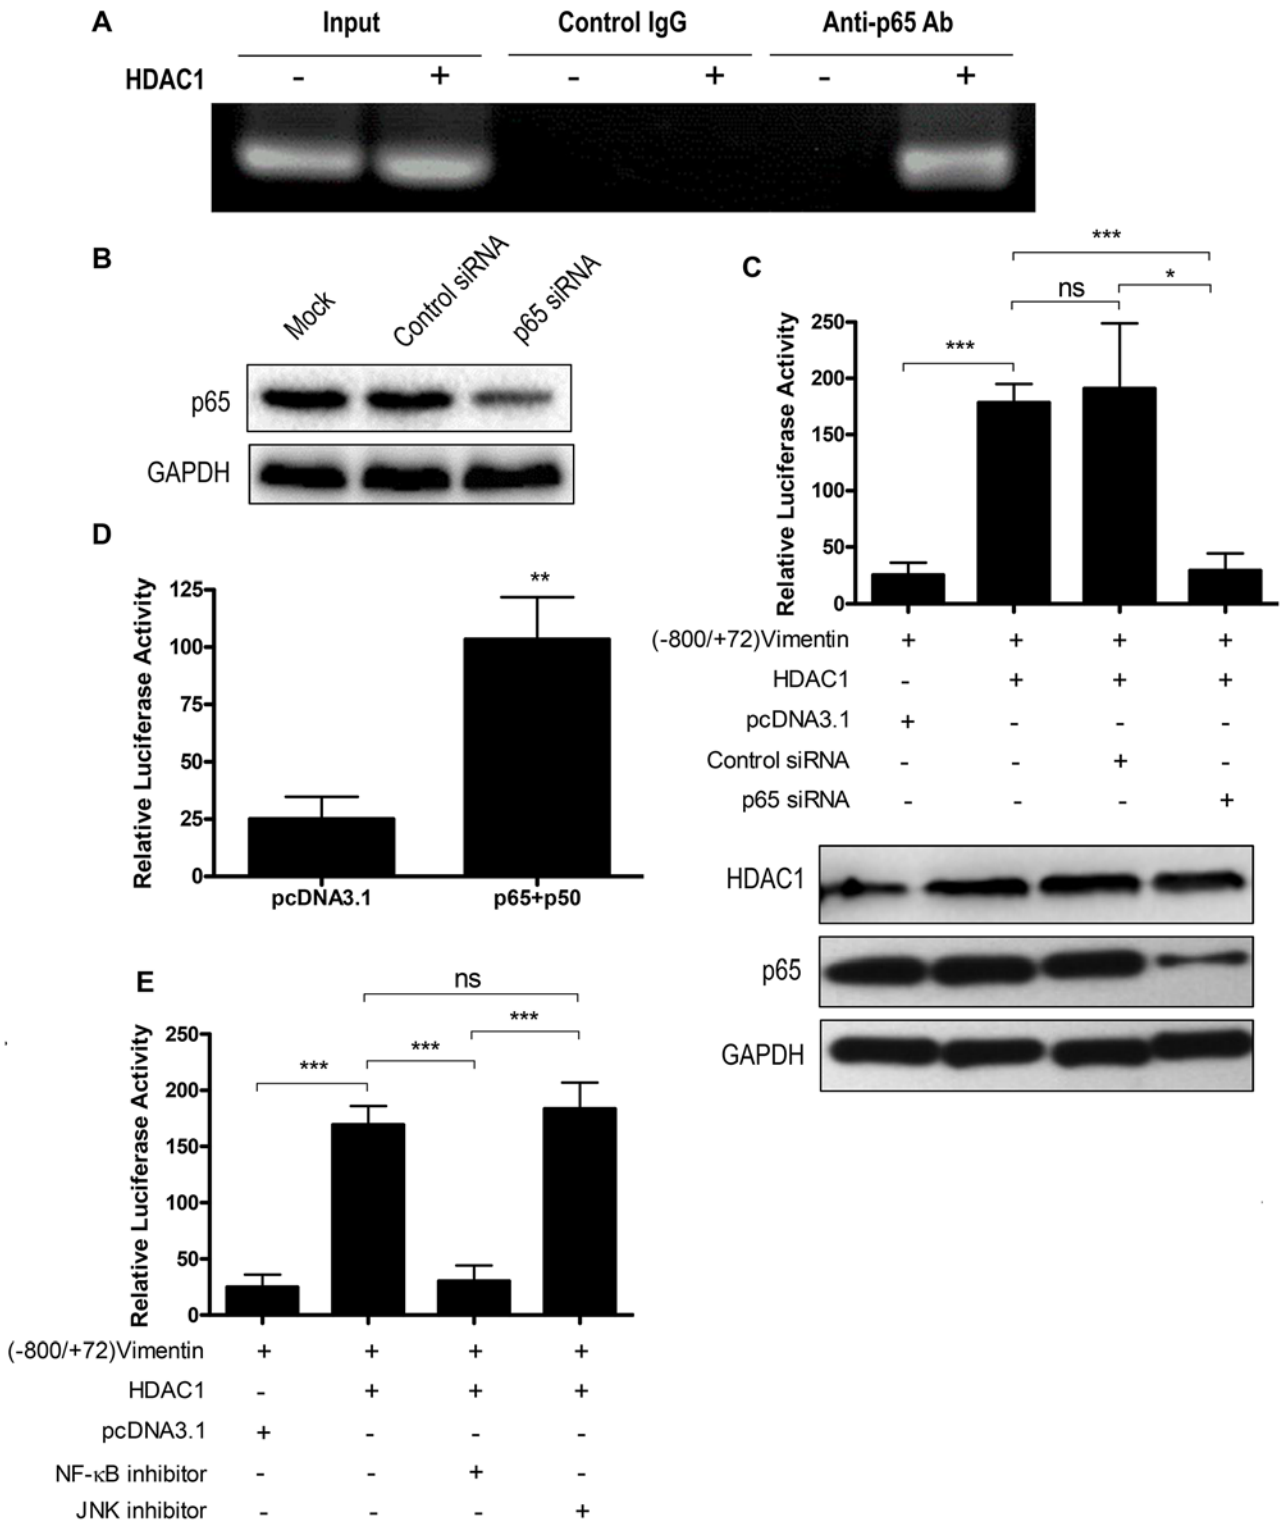 A
Input Control IgG Anti-p65 Ab
HDAC1 - + - + - +
B
Mock Control siRNA p65 siRNA
p65
GAPDH
C
***
*
ns
***
Relative Luciferase Activity
250
200
150
100
50
0
(-800/+72)Vimentin + + + +
HDAC1 - + + +
pcDNA3.1 + - - -
Control siRNA - - + -
p65 siRNA - - - +
HDAC1
p65
GAPDH
D
**
Relative Luciferase Activity
125
100
75
50
25
0
pcDNA3.1 p65+p50
E
ns
***
***
***
Relative Luciferase Activity
250
200
150
100
50
0
(-800/+72)Vimentin + + + +
HDAC1 - + + +
pcDNA3.1 + - - -
NF-κB inhibitor - - + -
JNK inhibitor - - - +